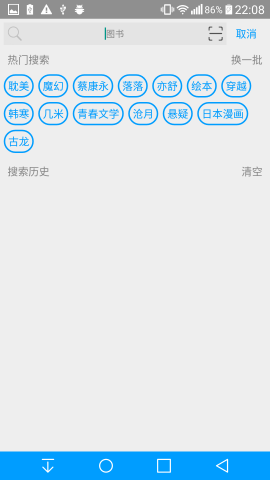 86% 22:08
图书 取消
热门搜索 换一批
耽美 魔幻 蔡康永 落落 亦舒 绘本 穿越
韩寒 几米 青春文学 沧月 悬疑 日本漫画
古龙
搜索历史 清空